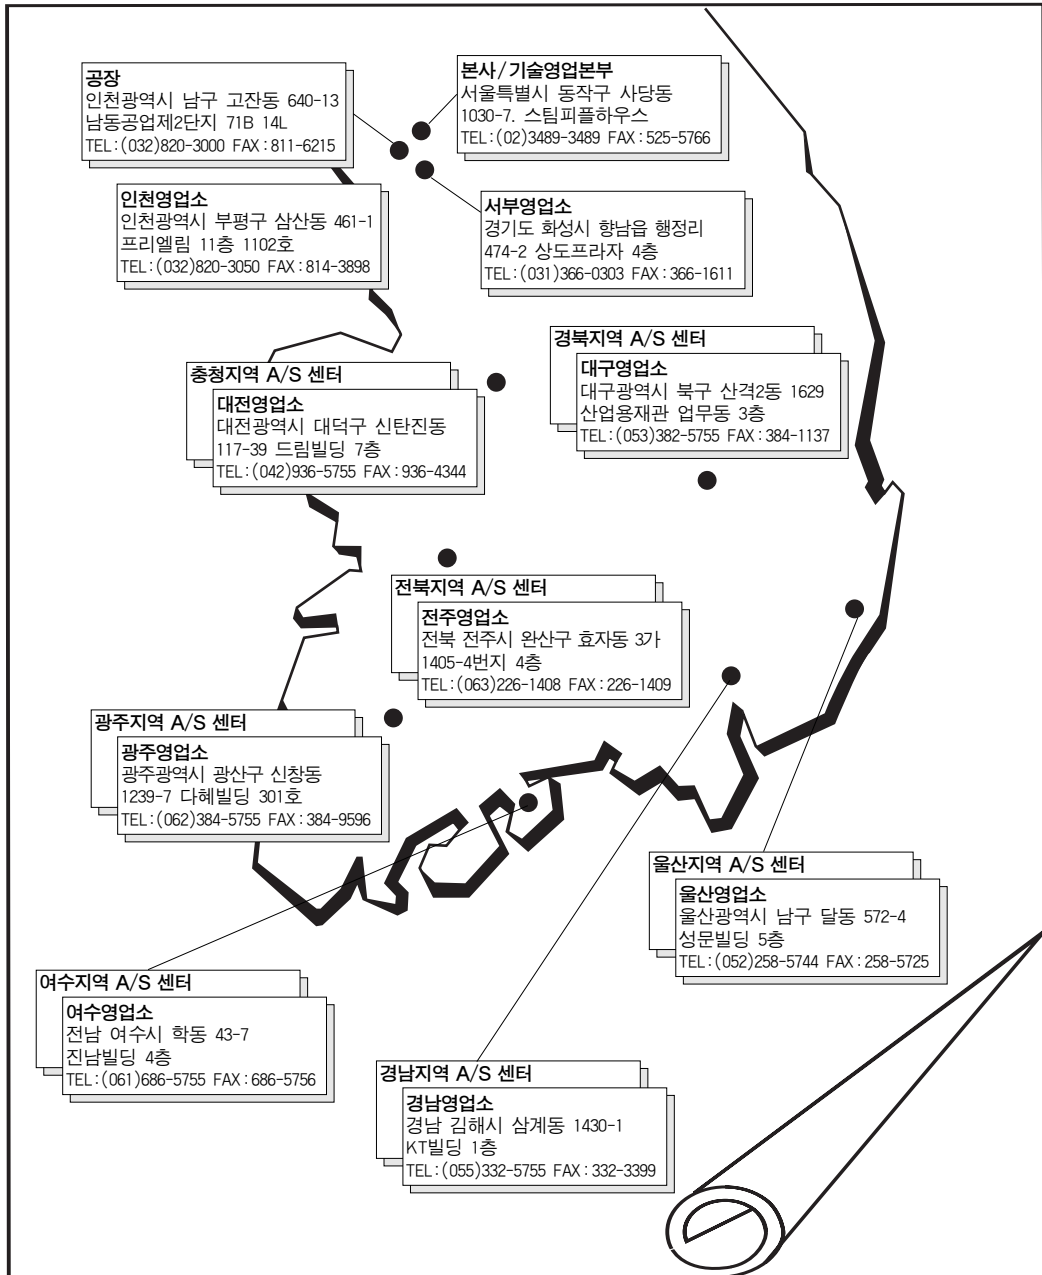 공장
인천광역시 남구 고잔동 640-13
남동공업제2단지 71B 14L
TEL:(032)820-3000 FAX:811-6215
본사/기술영업본부
서울특별시 동작구 사당동
1030-7. 스팀피플하우스
TEL:(02)3489-3489 FAX:525-5766
인천영업소
인천광역시 부평구 삼산동 461-1
프리엘림 11층 1102호
TEL:(032)820-3050 FAX:814-3898
서부영업소
경기도 화성시 향남읍 행정리
474-2 상도프라자 4층
TEL:(031)366-0303 FAX:366-1611
경북지역 A/S 센터
대구영업소
대구광역시 북구 산격2동 1629
산업용재관 업무동 3층
TEL:(053)382-5755 FAX:384-1137
충청지역 A/S 센터
대전영업소
대전광역시 대덕구 신탄진동
117-39 드림빌딩 7층
TEL:(042)936-5755 FAX:936-4344
전북지역 A/S 센터
전주영업소
전북 전주시 완산구 효자동 3가
1405-4번지 4층
TEL:(063)226-1408 FAX:226-1409
광주지역 A/S 센터
광주영업소
광주광역시 광산구 신창동
1239-7 다혜빌딩 301호
TEL:(062)384-5755 FAX:384-9596
울산지역 A/S 센터
울산영업소
울산광역시 남구 달동 572-4
성문빌딩 5층
TEL:(052)258-5744 FAX:258-5725
여수지역 A/S 센터
여수영업소
전남 여수시 학동 43-7
진남빌딩 4층
TEL:(061)686-5755 FAX:686-5756
경남지역 A/S 센터
경남영업소
경남 김해시 삼계동 1430-1
KT빌딩 1층
TEL:(055)332-5755 FAX:332-3399